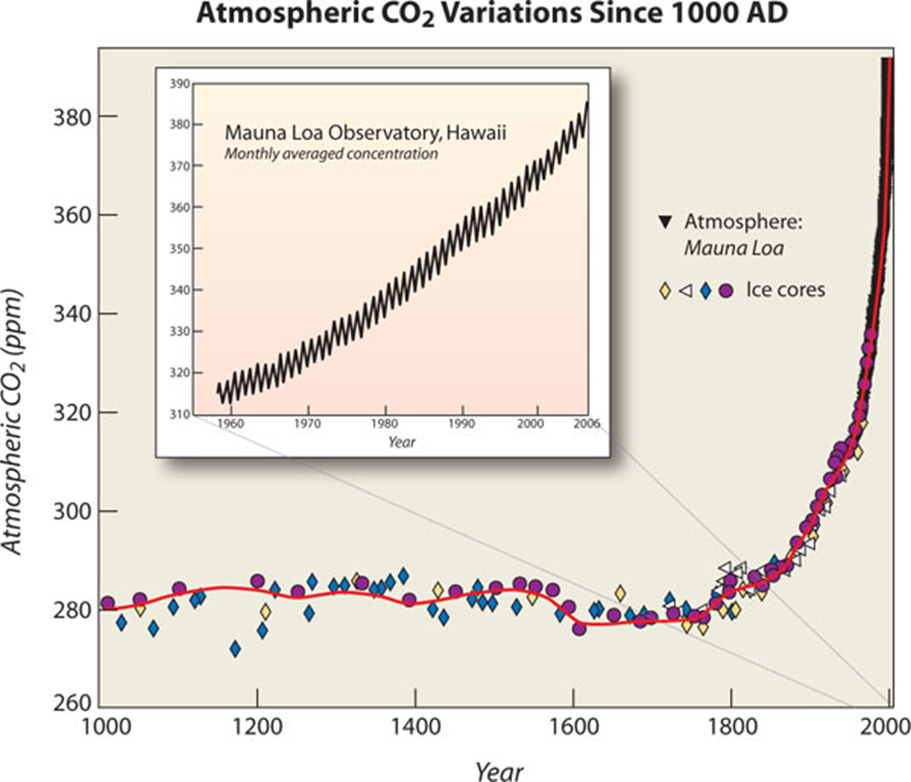 Atmospheric CO₂ Variations Since 1000 AD
390
380
370
360
350
340
330
320
310
Mauna Loa Observatory, Hawaii
Monthly averaged concentration
1960 1970 1980 1990 2000 2006
Year
Atmosphere:
Mauna Loa
Ice cores
380
360
340
320
300
280
260
Atmospheric CO₂ (ppm)
1000 1200 1400 1600 1800 2000
Year